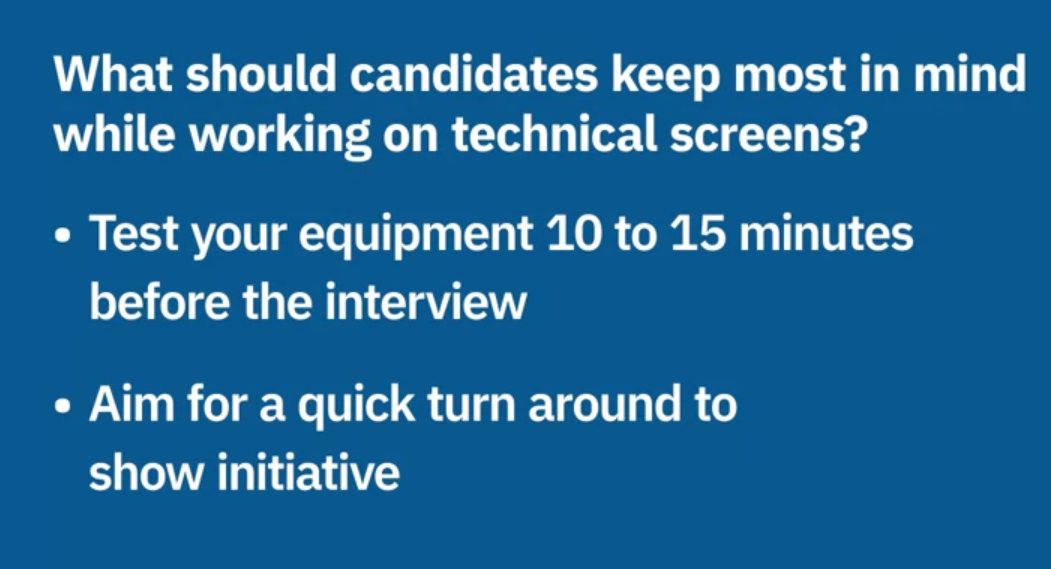 What should candidates keep most in mind
while working on technical screens?
• Test your equipment 10 to 15 minutes
before the interview
• Aim for a quick turn around to
show initiative